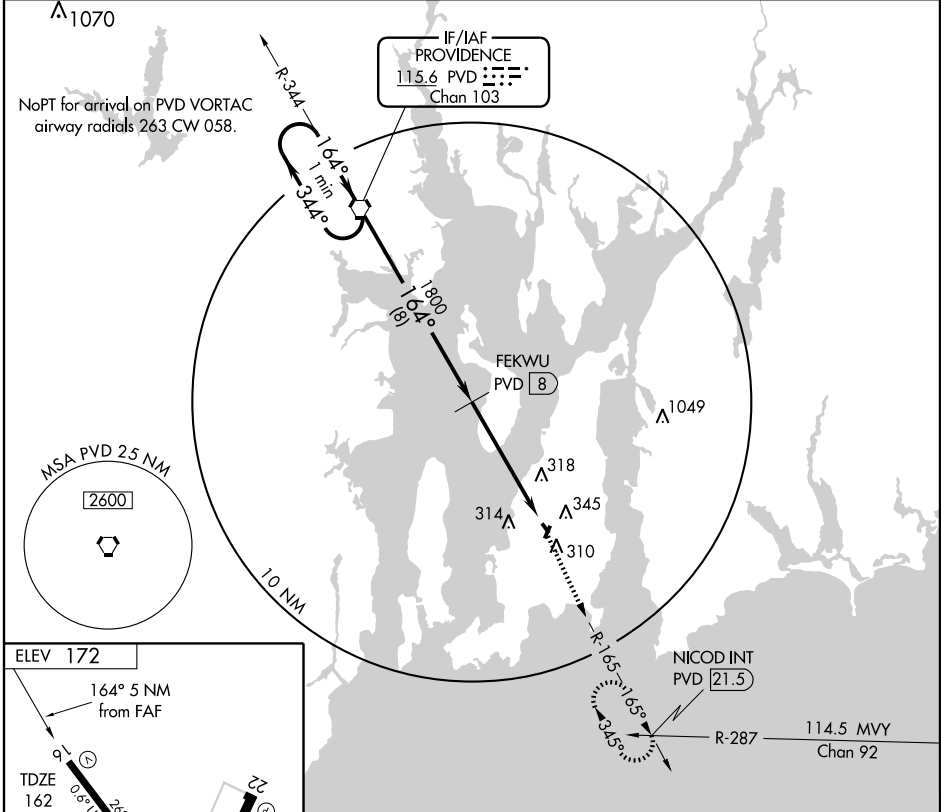 1070
IF/IAF
PROVIDENCE
115.6 PVD
Chan 103
R-344
NoPT for arrival on PVD VORTAC
airway radials 263 CW 058.
164°
1 min
344°
1800
164°
(8)
FEKWU
PVD 8
1049
318
345
314
310
MSA PVD 25 NM
2600
10 NM
R-165
165°
345°
NICOD INT
PVD 21.5
R-287
114.5 MVY
Chan 92
ELEV 172
164° 5 NM
from FAF
16
V
TDZE
162
0.6%
22